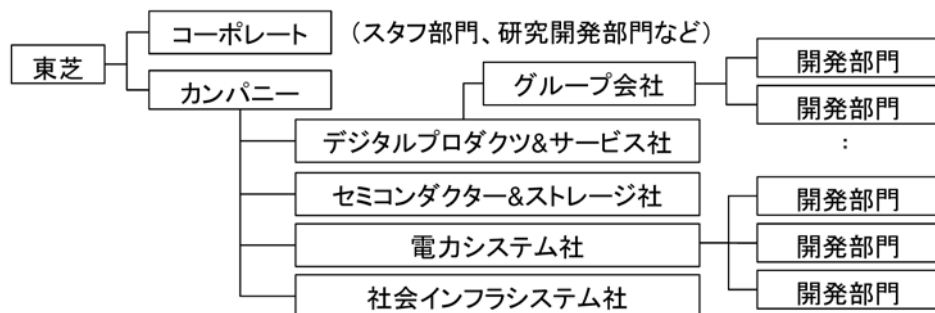 コーポレート (スタッフ部門、研究開発部門など)
東芝
カンパニー
グループ会社
開発部門
開発部門
:
デジタルプロダクツ&サービス社
セミコンダクター&ストレージ社
電力システム社
社会インフラシステム社
開発部門
開発部門
開発部門